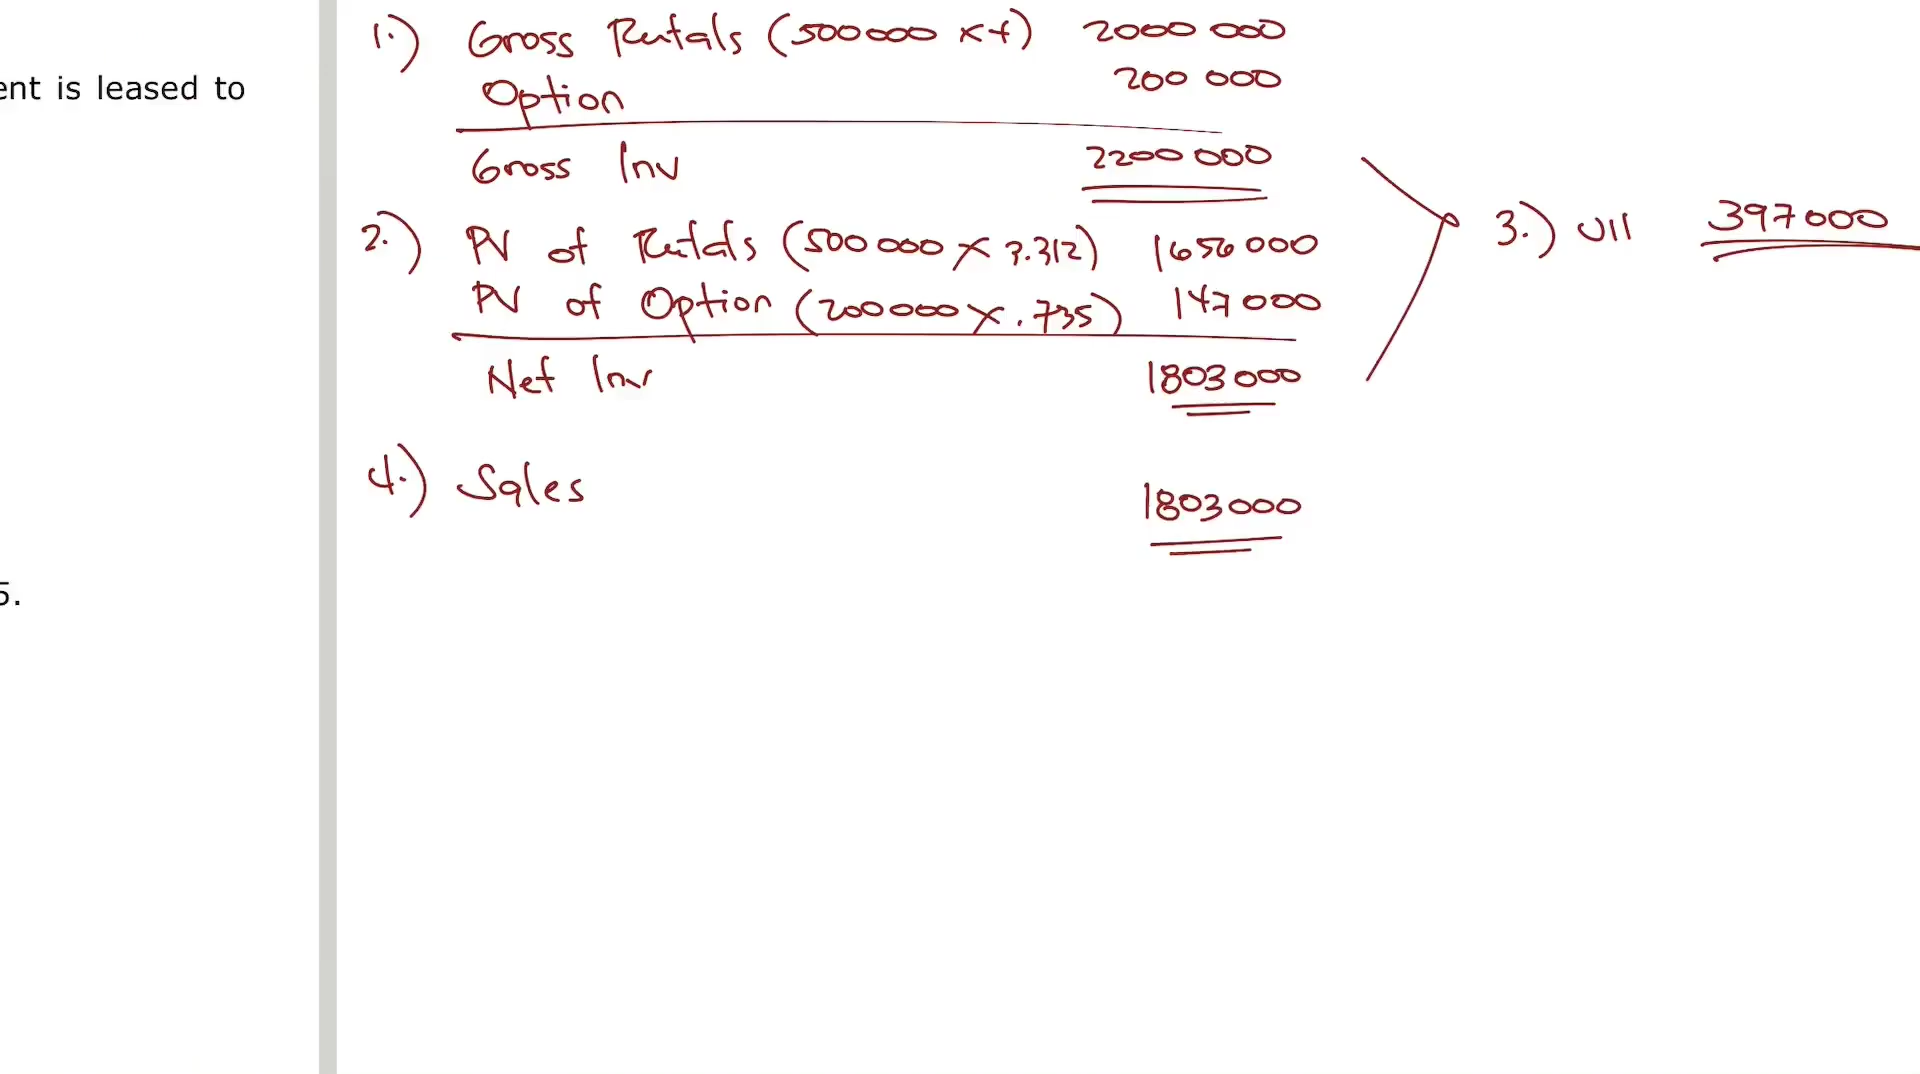 ent is leased to
5.
1.) Gross Rentals (500000 x4) 2000 000
Option 200 000
Gross Inv 2200 000
2.) PV of Rentals (500 000 x 3.312) 1656 000
PV of Option (200000 x .735) 147 000
Net Inv 1803 000
3.) UII 397 000
4.) Sales 1803 000